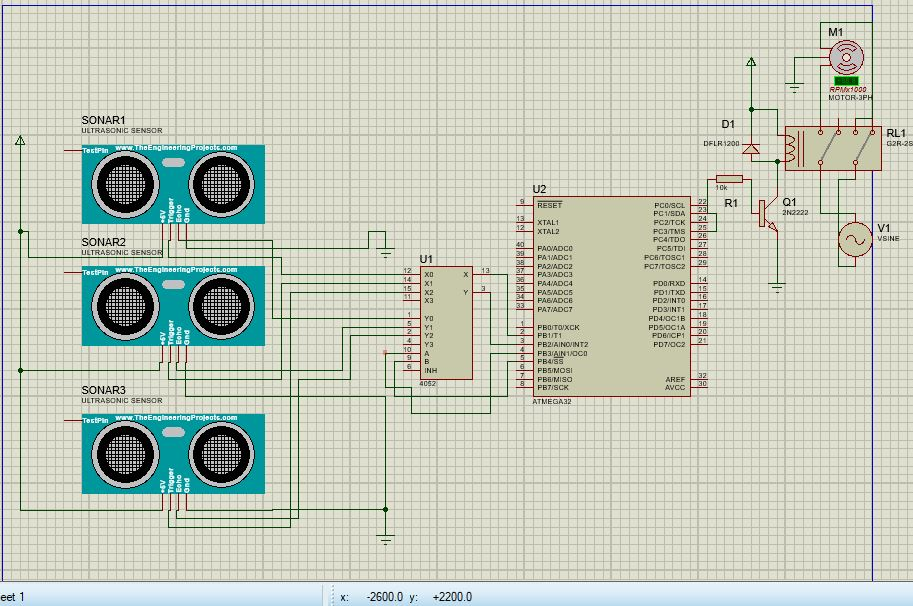 SONAR1
ULTRASONIC SENSOR
TestPin www.TheEngineeringProjects.com
+5V Trigger Echo Gnd
SONAR2
ULTRASONIC SENSOR
TestPin www.TheEngineeringProjects.com
+5V Trigger Echo Gnd
SONAR3
ULTRASONIC SENSOR
TestPin www.TheEngineeringProjects.com
+5V Trigger Echo Gnd
U1
12 X0 X 13
14 X1
15 X2 Y 3
11 X3
1 Y0
5 Y1
2 Y2
4 Y3
10 A
9 B
6 INH
4052
U2
9 RESET PC0/SCL 22
PC1/SDA 23
13 XTAL1 PC2/TCK 24
12 XTAL2 PC3/TMS 25
PC4/TDO 26
40 PA0/ADC0 PC5/TDI 27
39 PA1/ADC1 PC6/TOSC1 28
38 PA2/ADC2 PC7/TOSC2 29
37 PA3/ADC3
36 PA4/ADC4 PD0/RXD 14
35 PA5/ADC5 PD1/TXD 15
34 PA6/ADC6 PD2/INT0 16
33 PA7/ADC7 PD3/INT1 17
PD4/OC1B 18
1 PB0/T0/XCK PD5/OC1A 19
2 PB1/T1 PD6/ICP1 20
3 PB2/AIN0/INT2 PD7/OC2 21
4 PB3/AIN1/OC0
5 PB4/SS
6 PB5/MOSI
7 PB6/MISO AREF 32
8 PB7/SCK AVCC 30
ATMEGA32
M1
RPMx1000
MOTOR-3PH
D1
DFLR1200
RL1
G2R-2S
10k
R1
Q1
2N2222
V1
VSINE
eet 1
x: -2600.0 y: +2200.0